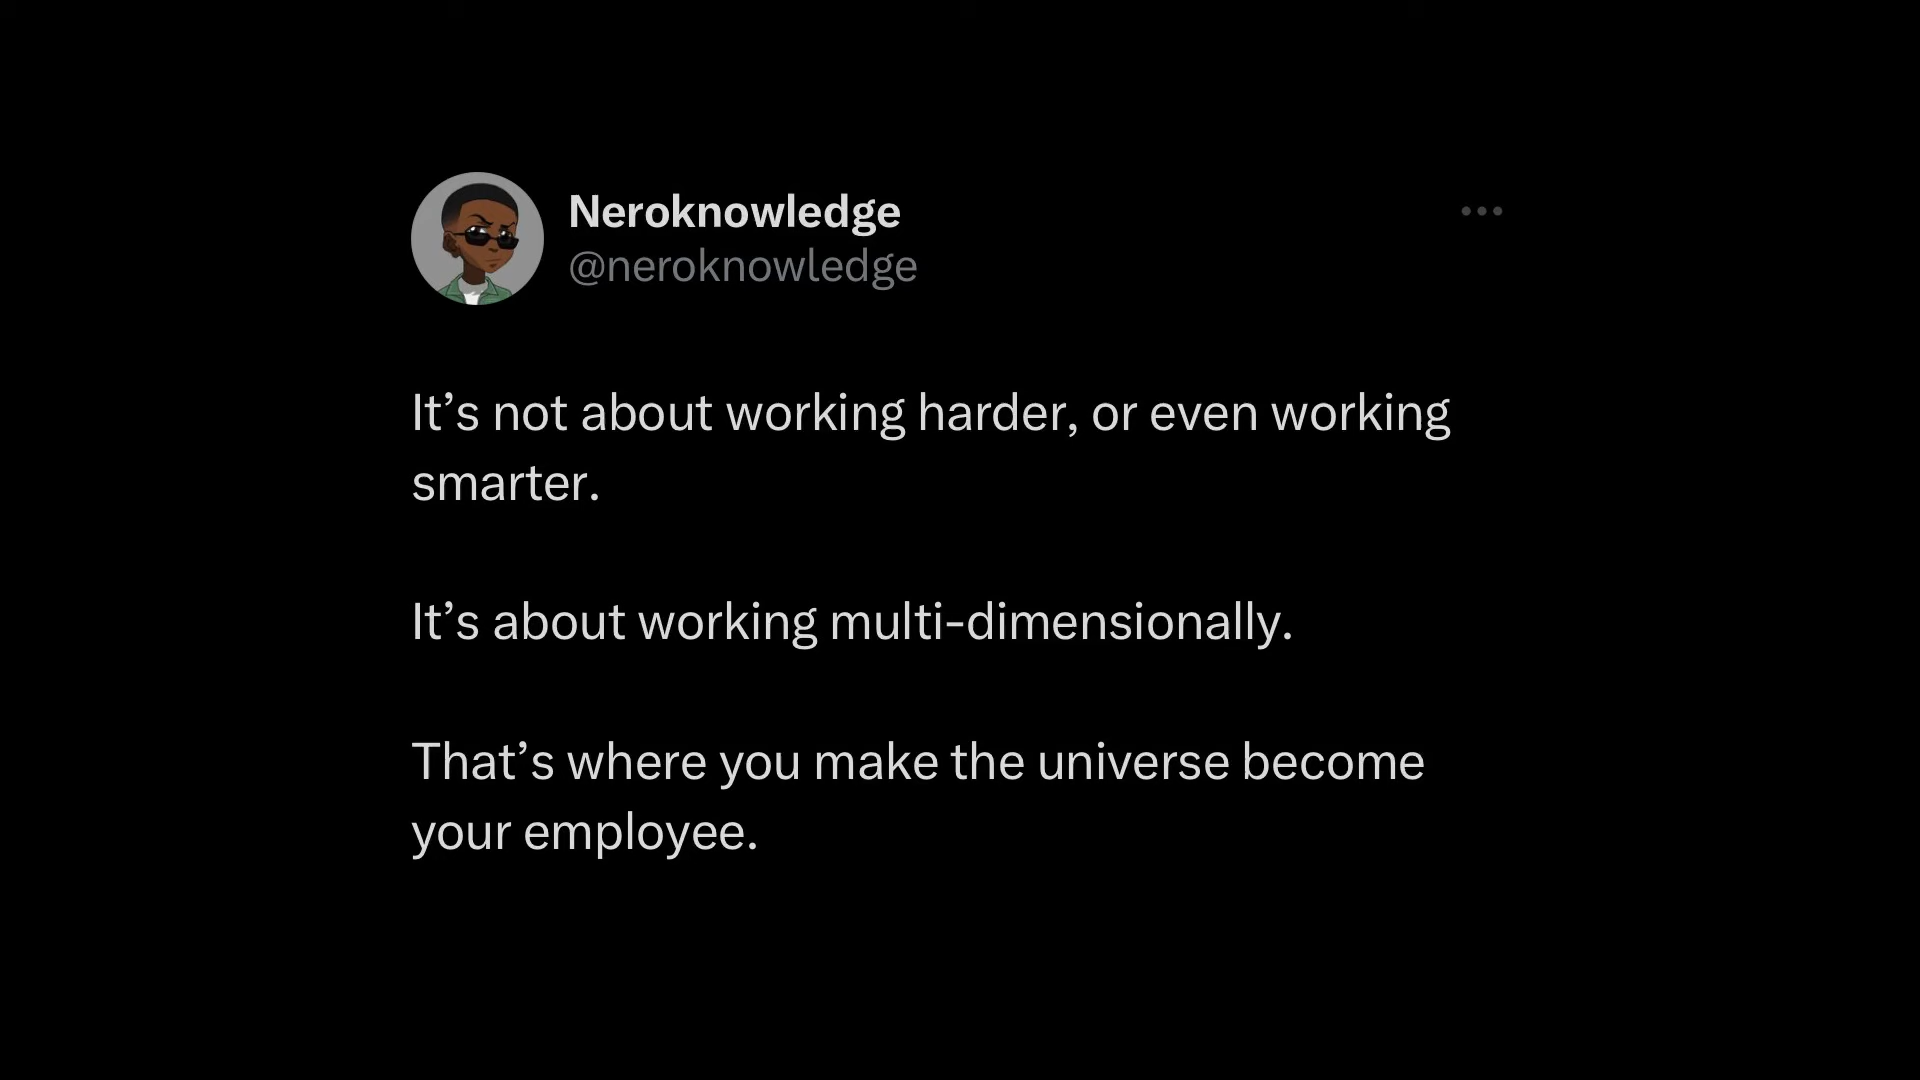 Neroknowledge
@neroknowledge
It’s not about working harder, or even working
smarter.
It’s about working multi-dimensionally.
That’s where you make the universe become
your employee.